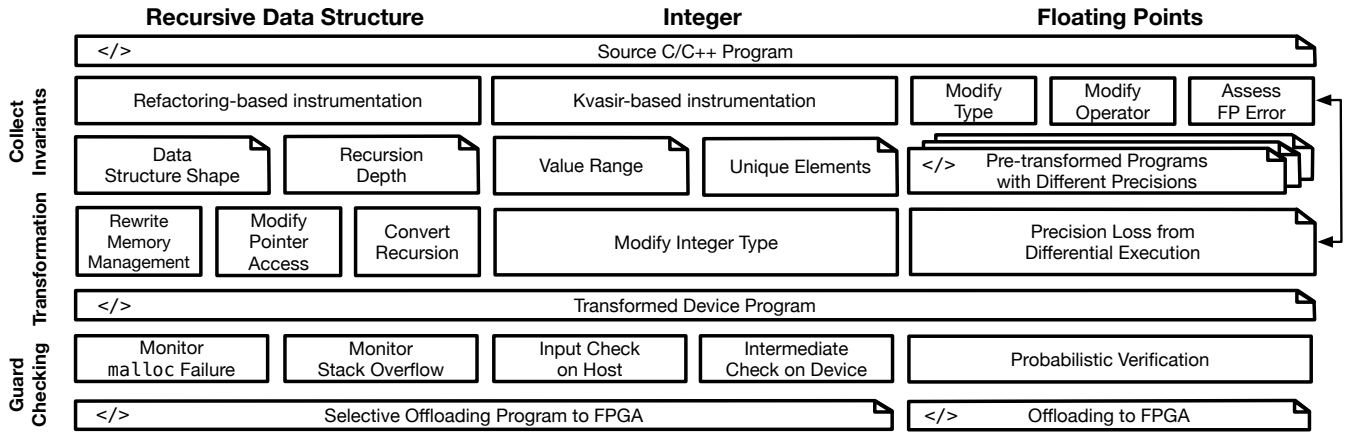 Recursive Data Structure
Integer
Floating Points
</> Source C/C++ Program
Collect
Invariants
Refactoring-based instrumentation
Kvasir-based instrumentation
Modify
Type
Modify
Operator
Assess
FP Error
Data
Structure Shape
Recursion
Depth
Value Range
Unique Elements
</> Pre-transformed Programs
with Different Precisions
Transformation
Rewrite
Memory
Management
Modify
Pointer
Access
Convert
Recursion
Modify Integer Type
Precision Loss from
Differential Execution
</> Transformed Device Program
Guard
Checking
Monitor
malloc Failure
Monitor
Stack Overflow
Input Check
on Host
Intermediate
Check on Device
Probabilistic Verification
</> Selective Offloading Program to FPGA
</> Offloading to FPGA